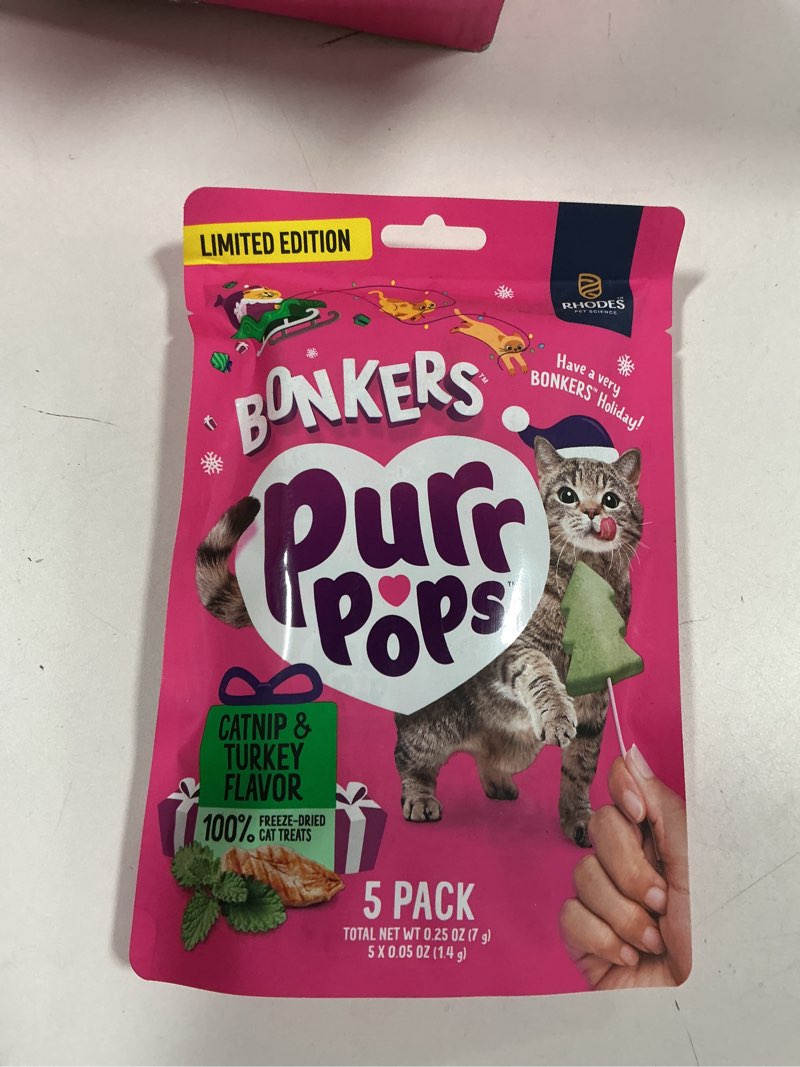 LIMITED EDITION
RHODES
PET SCIENCE
BONKERS™
Have a very
BONKERS™ Holiday!
Purr
Pops™
CATNIP &
TURKEY
FLAVOR
100% FREEZE-DRIED
CAT TREATS
5 PACK
TOTAL NET WT 0.25 OZ (7 g)
5 X 0.05 OZ (1.4 g)